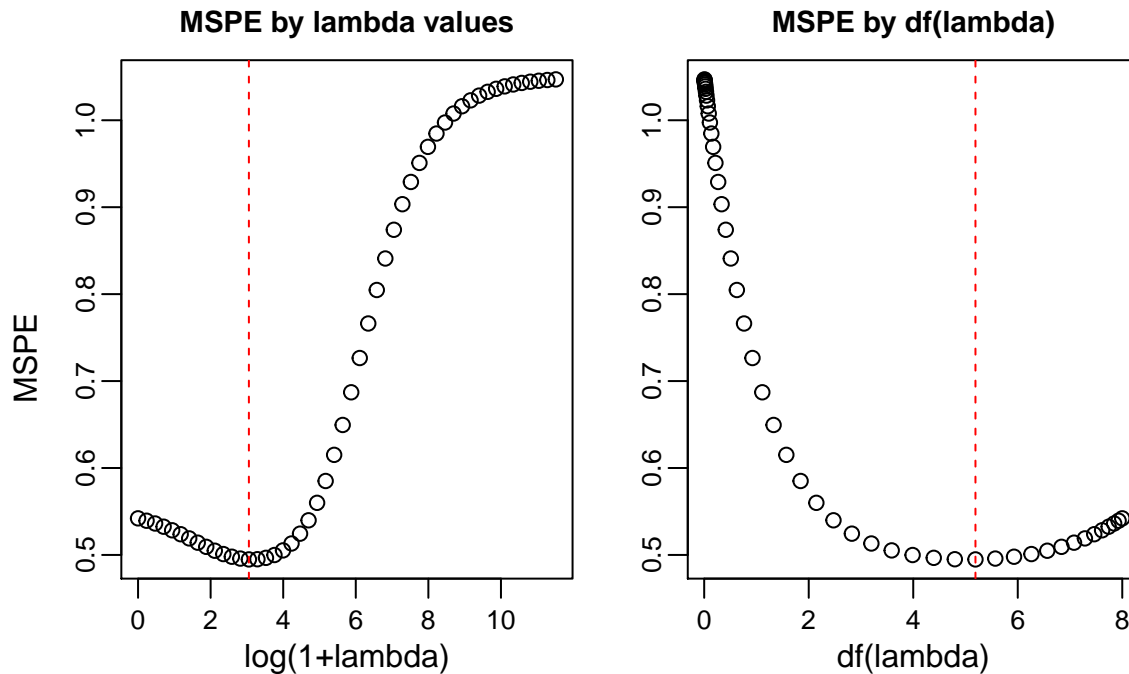 MSPE by lambda values
MSPE
1.0
0.9
0.8
0.7
0.6
0.5
0 2 4 6 8 10
log(1+lambda)
MSPE by df(lambda)
1.0
0.9
0.8
0.7
0.6
0.5
0 2 4 6 8
df(lambda)